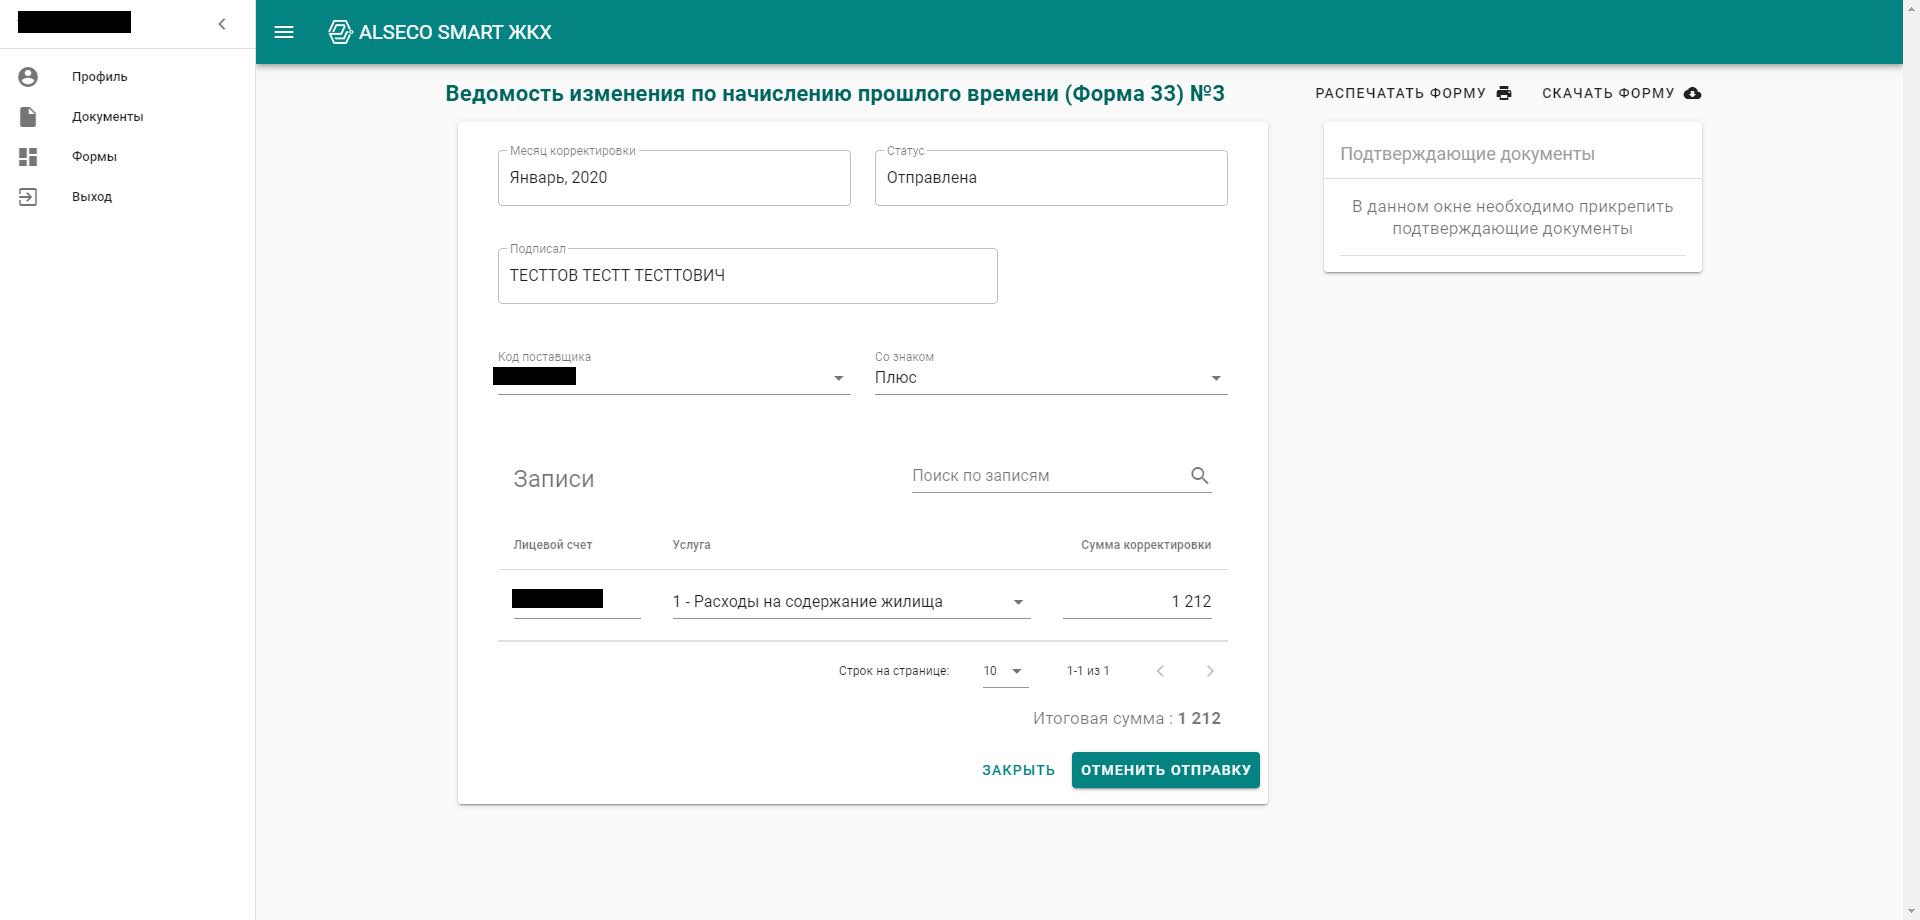 ALSECO SMART ЖКХ
Профиль
Документы
Формы
Выход
Ведомость изменения по начислению прошлого времени (Форма 33) №3
РАСПЕЧАТАТЬ ФОРМУ
СКАЧАТЬ ФОРМУ
Месяц корректировки
Январь, 2020
Статус
Отправлена
Подписал
ТЕСТТОВ ТЕСТТ ТЕСТТОВИЧ
Код поставщика
Со знаком
Плюс
Записи
Поиск по записям
Лицевой счет Услуга Сумма корректировки
1 - Расходы на содержание жилища 1 212
Строк на странице: 10 1-1 из 1
Итоговая сумма : 1 212
ЗАКРЫТЬ ОТМЕНИТЬ ОТПРАВКУ
Подтверждающие документы
В данном окне необходимо прикрепить
подтверждающие документы